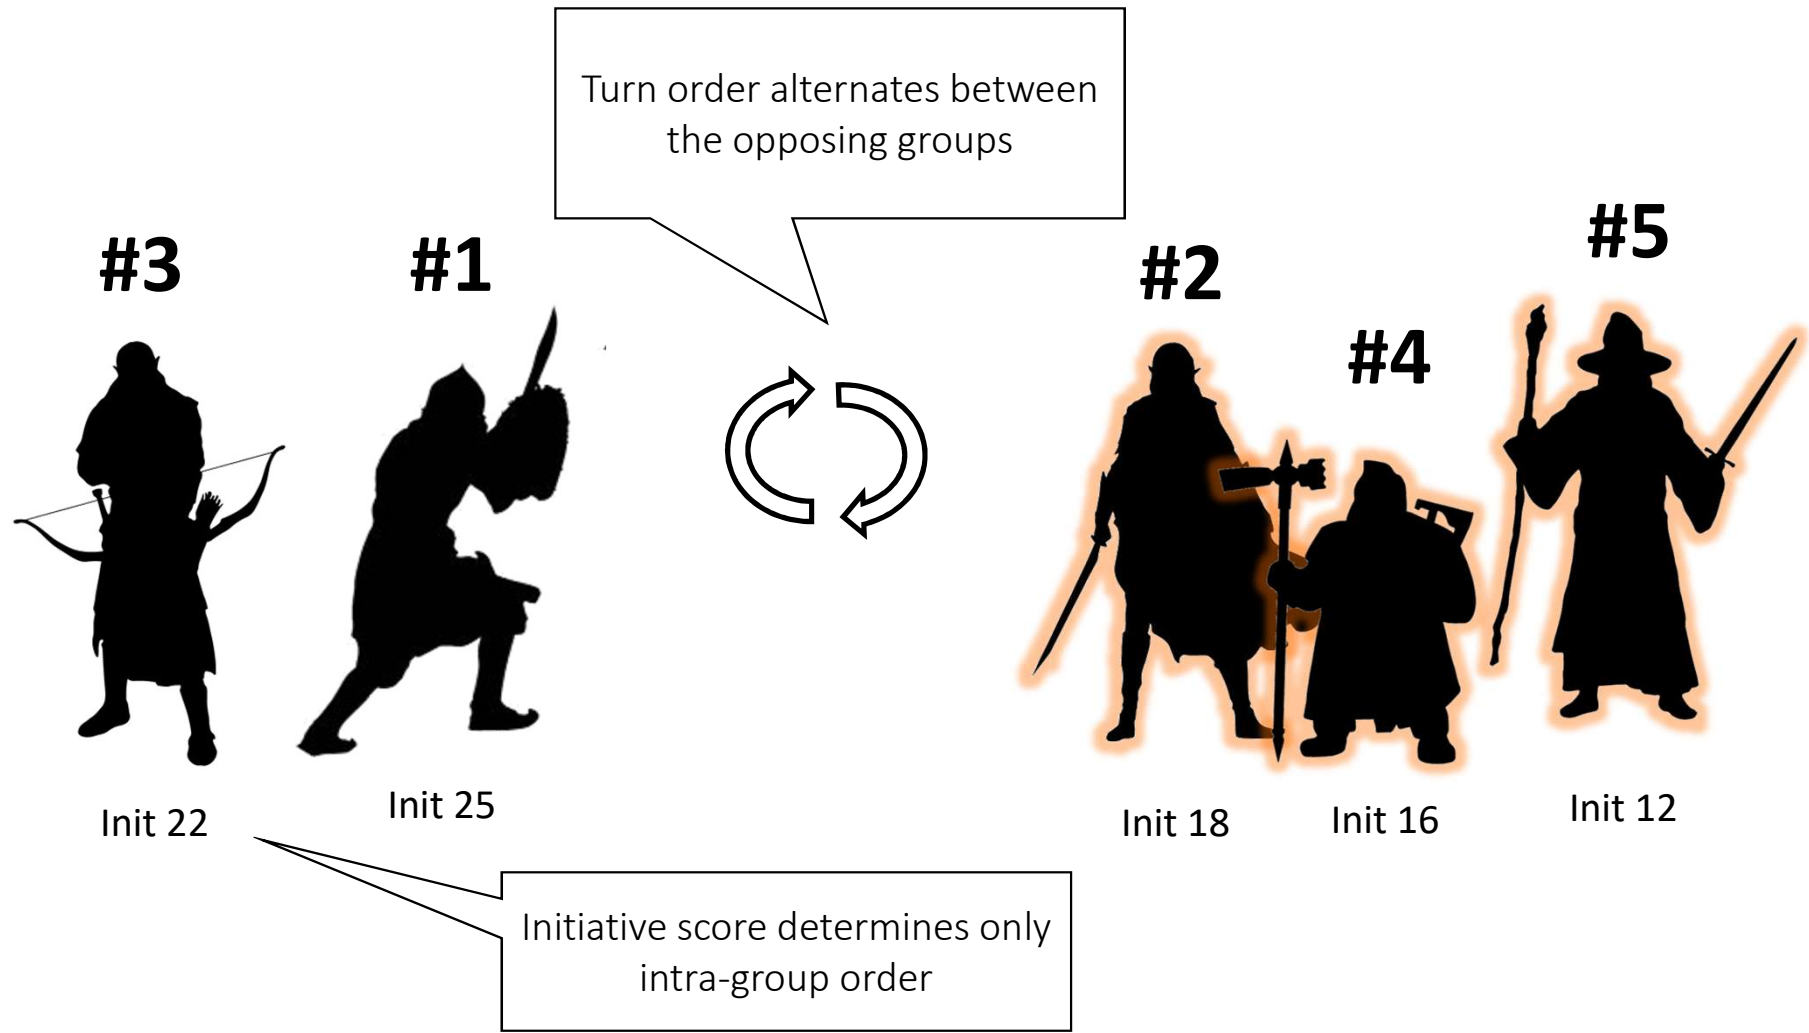 Turn order alternates between
the opposing groups
#3
#1
#2
#4
#5
Init 22
Init 25
Init 18
Init 16
Init 12
Initiative score determines only
intra-group order